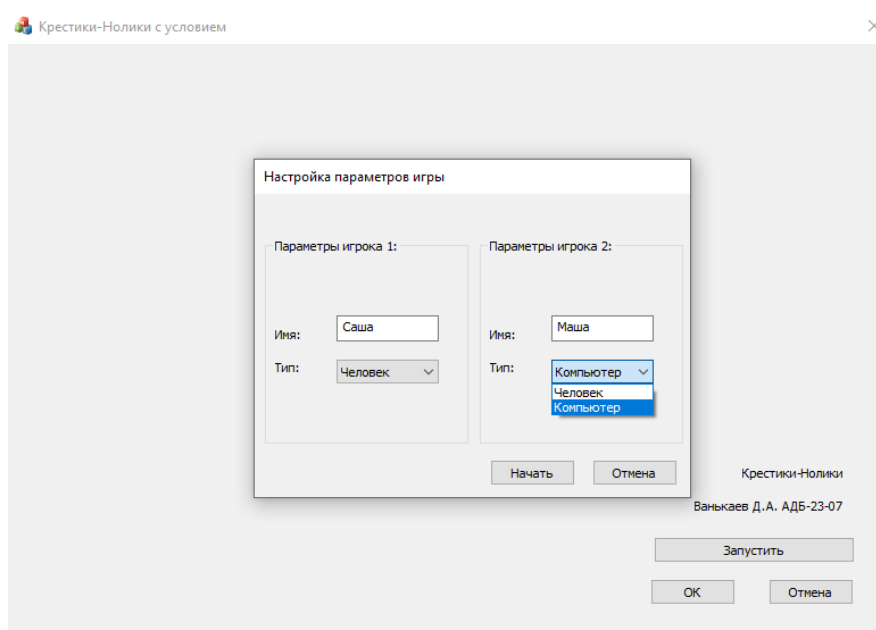 Крестики-Нолики с условием
Настройка параметров игры
Параметры игрока 1:
Имя:
Саша
Тип:
Человек
Параметры игрока 2:
Имя:
Маша
Тип:
Компьютер
Человек
Компьютер
Начать
Отмена
Крестики-Нолики
Ванькаев Д.А. АДБ-23-07
Запустить
OK
Отмена